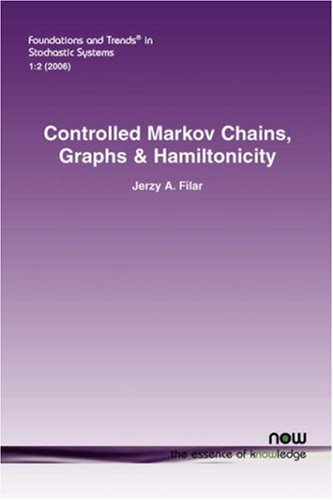 Foundations and Trends® in
Stochastic Systems
1:2 (2006)
Controlled Markov Chains,
Graphs & Hamiltonicity
Jerzy A. Filar
now
the essence of knowledge